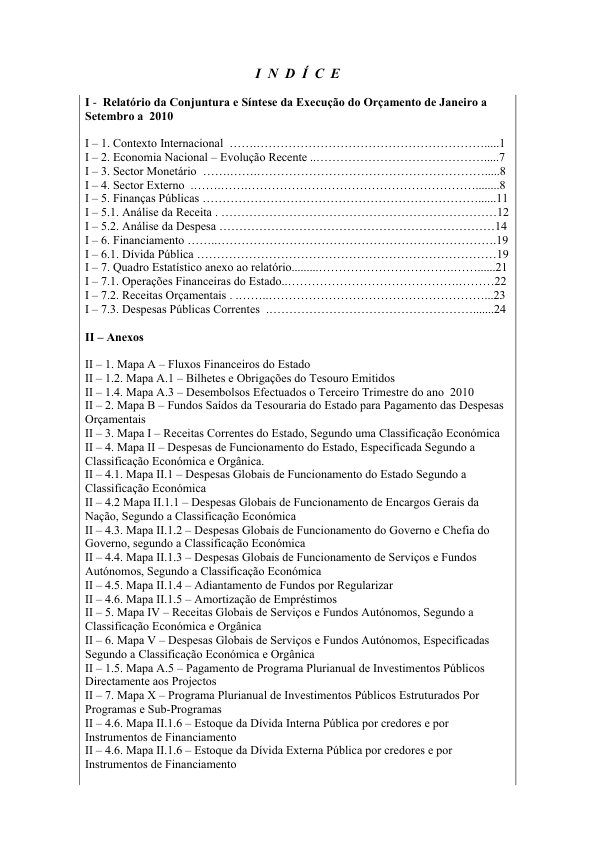 I N D Í C E
I - Relatório da Conjuntura e Síntese da Execução do Orçamento de Janeiro a
Setembro a 2010
I – 1. Contexto Internacional ……………………………………………………….....1
I – 2. Economia Nacional – Evolução Recente ...…………………………………….....7
I – 3. Sector Monetário …………………………………………………………….....8
I – 4. Sector Externo …………………………………………………………........8
I – 5. Finanças Públicas ……………………………………………………………......11
I – 5.1. Análise da Receita . ……………………………………………………………12
I – 5.2. Análise da Despesa ……………………………………………………………14
I – 6. Financiamento ……..…………………………………………………………….19
I – 6.1. Dívida Pública …………………………………………………………………19
I – 7. Quadro Estatístico anexo ao relatório.........…………………………………......21
I – 7.1. Operações Financeiras do Estado...……………………………………………22
I – 7.2. Receitas Orçamentais . ……..………………………………………………...23
I – 7.3. Despesas Públicas Correntes …………………………………………….......24
II – Anexos
II – 1. Mapa A – Fluxos Financeiros do Estado
II – 1.2. Mapa A.1 – Bilhetes e Obrigações do Tesouro Emitidos
II – 1.4. Mapa A.3 – Desembolsos Efectuados o Terceiro Trimestre do ano 2010
II – 2. Mapa B – Fundos Saídos da Tesouraria do Estado para Pagamento das Despesas
Orçamentais
II – 3. Mapa I – Receitas Correntes do Estado, Segundo uma Classificação Económica
II – 4. Mapa II – Despesas de Funcionamento do Estado, Especificada Segundo a
Classificação Económica e Orgânica.
II – 4.1. Mapa II.1 – Despesas Globais de Funcionamento do Estado Segundo a
Classificação Económica
II – 4.2 Mapa II.1.1 – Despesas Globais de Funcionamento de Encargos Gerais da
Nação, Segundo a Classificação Económica
II – 4.3. Mapa II.1.2 – Despesas Globais de Funcionamento do Governo e Chefia do
Governo, segundo a Classificação Económica
II – 4.4. Mapa II.1.3 – Despesas Globais de Funcionamento de Serviços e Fundos
Autónomos, Segundo a Classificação Económica
II – 4.5. Mapa II.1.4 – Adiantamento de Fundos por Regularizar
II – 4.6. Mapa II.1.5 – Amortização de Empréstimos
II – 5. Mapa IV – Receitas Globais de Serviços e Fundos Autónomos, Segundo a
Classificação Económica e Orgânica
II – 6. Mapa V – Despesas Globais de Serviços e Fundos Autónomos, Especificadas
Segundo a Classificação Económica e Orgânica
II – 1.5. Mapa A.5 – Pagamento de Programa Plurianual de Investimentos Públicos
Directamente aos Projectos
II – 7. Mapa X – Programa Plurianual de Investimentos Públicos Estruturados Por
Programas e Sub-Programas
II – 4.6. Mapa II.1.6 – Estoque da Dívida Interna Pública por credores e por
Instrumentos de Financiamento
II – 4.6. Mapa II.1.6 – Estoque da Dívida Externa Pública por credores e por
Instrumentos de Financiamento